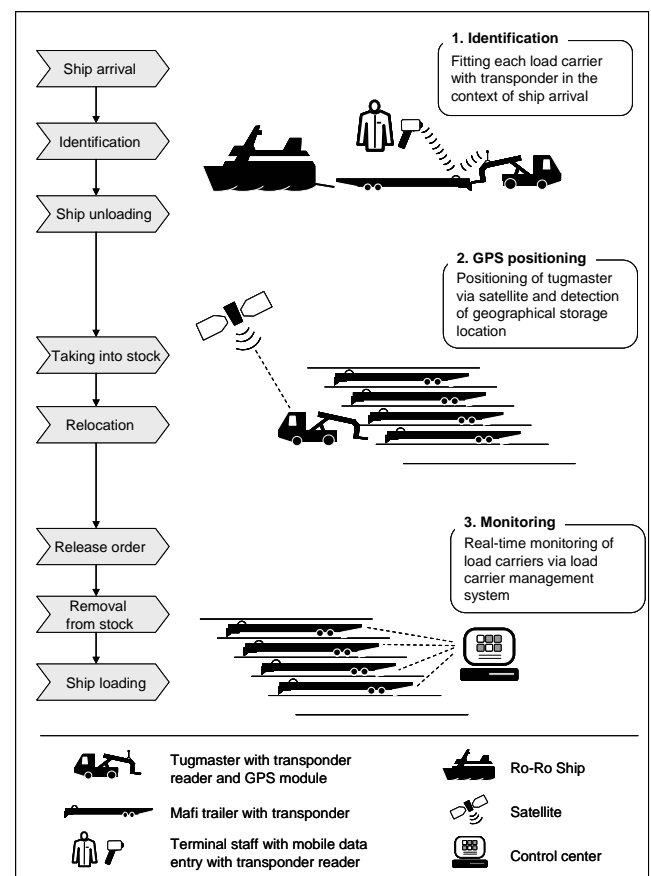 Ship arrival
Identification
Ship unloading
Taking into stock
Relocation
Release order
Removal
from stock
Ship loading
1. Identification
Fitting each load carrier
with transponder in the
context of ship arrival
2. GPS positioning
Positioning of tugmaster
via satellite and detection
of geographical storage
location
3. Monitoring
Real-time monitoring of
load carriers via load
carrier management
system
Tugmaster with transponder
reader and GPS module
Mafi trailer with transponder
Terminal staff with mobile data
entry with transponder reader
Ro-Ro Ship
Satellite
Control center